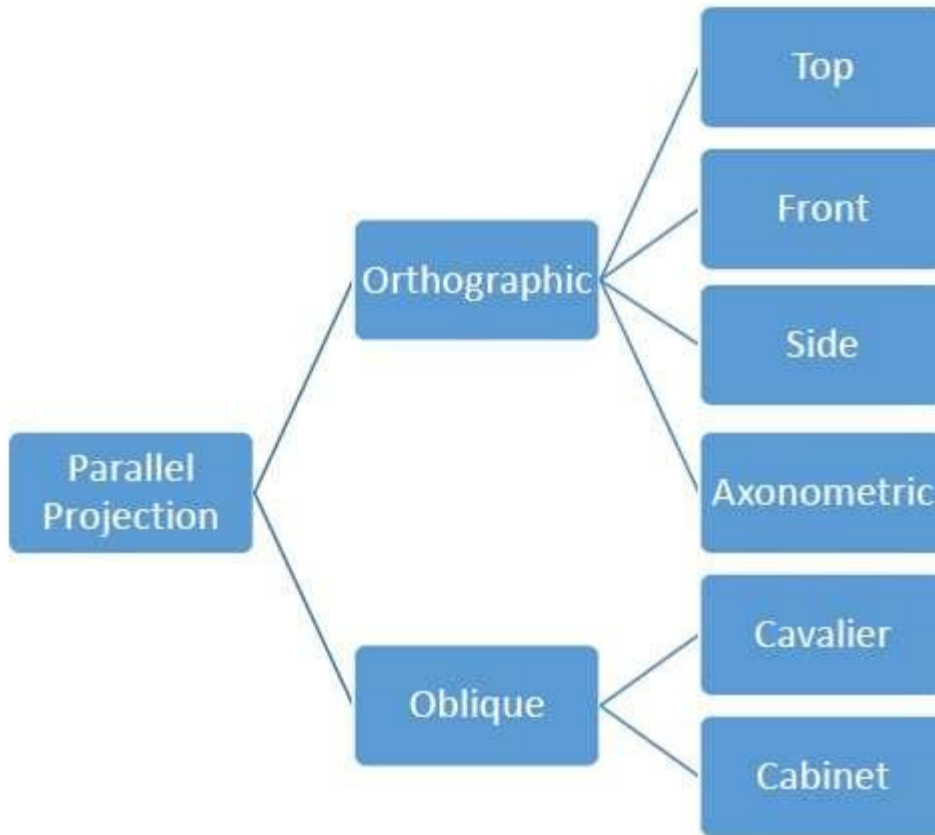 Top
Front
Orthographic
Side
Parallel
Projection
Axonometric
Cavalier
Oblique
Cabinet